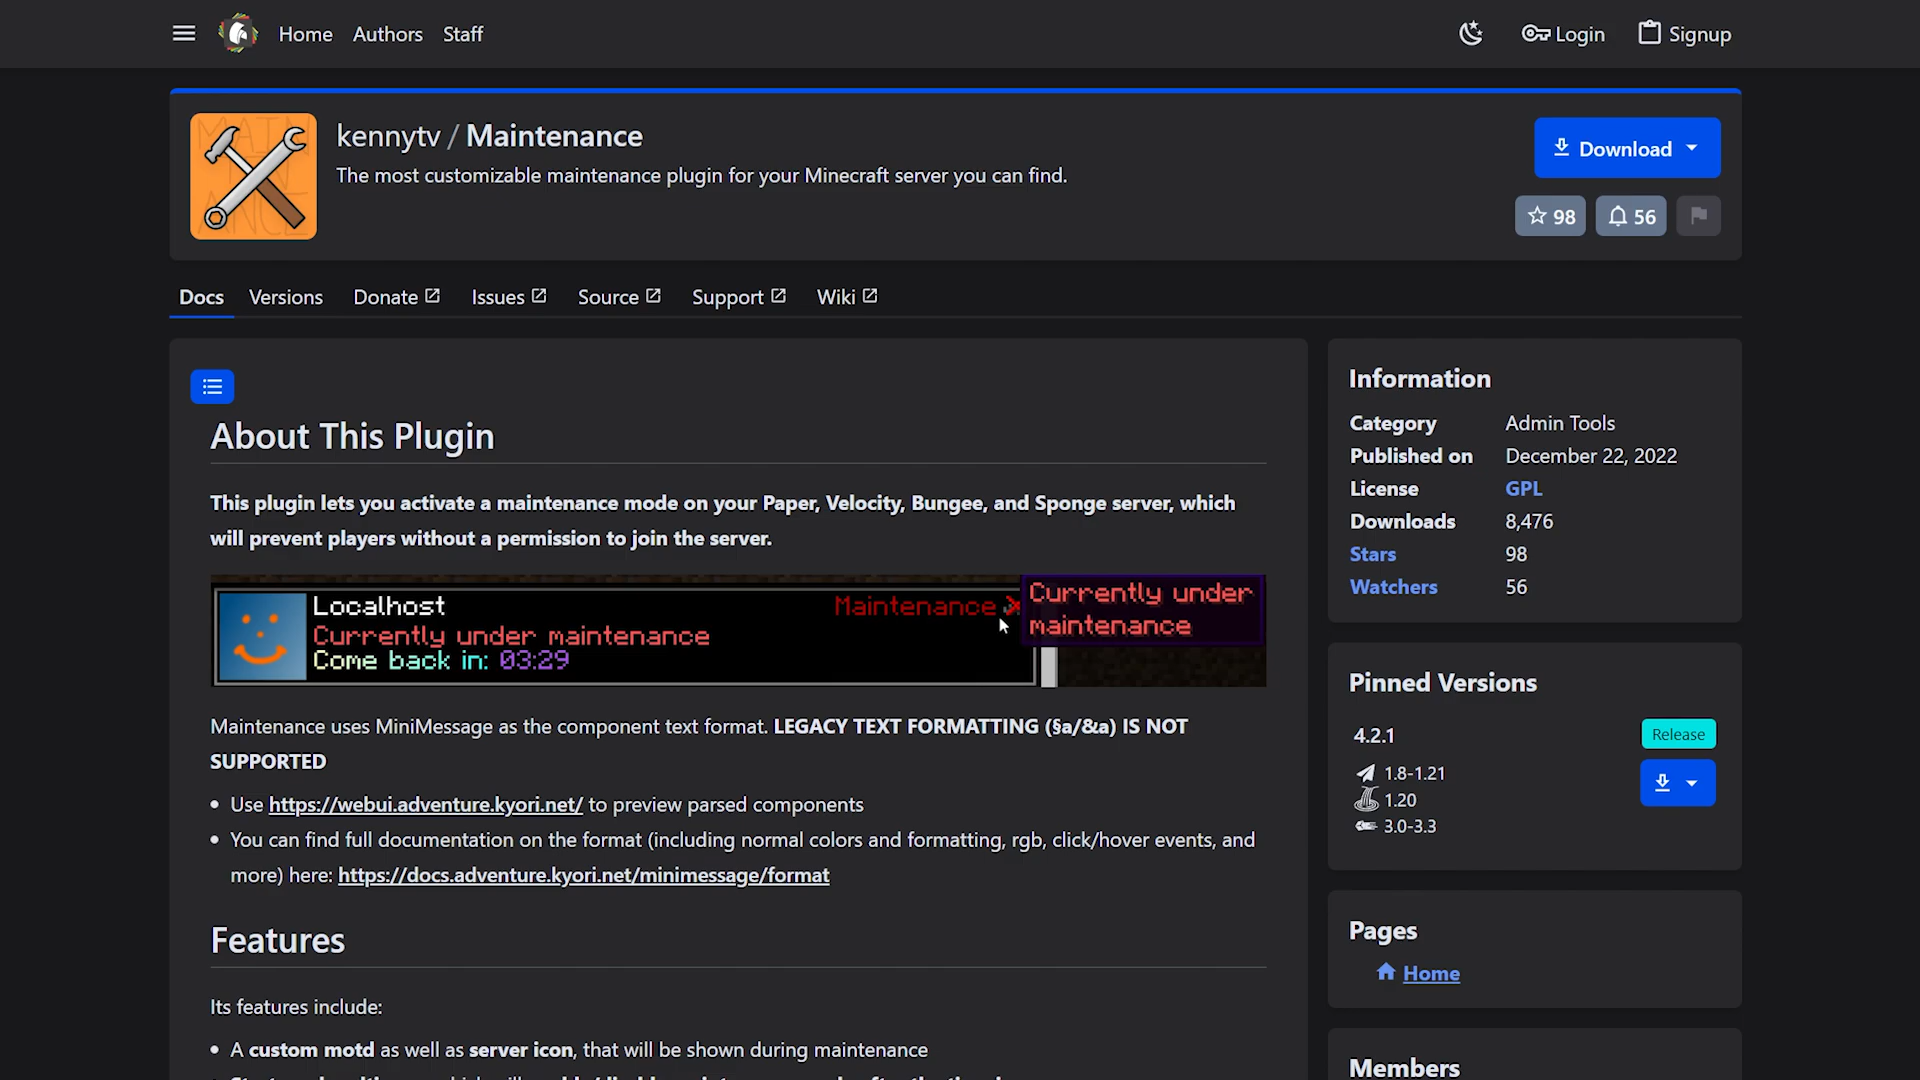 Home Authors Staff Login Signup
kennytv / Maintenance
The most customizable maintenance plugin for your Minecraft server you can find.
Download
98 56
Docs Versions Donate Issues Source Support Wiki
About This Plugin
This plugin lets you activate a maintenance mode on your Paper, Velocity, Bungee, and Sponge server, which
will prevent players without a permission to join the server.
Localhost Maintenance
Currently under maintenance
Come back in: 03:29
Currently under
maintenance
Maintenance uses MiniMessage as the component text format. LEGACY TEXT FORMATTING (§a/&a) IS NOT
SUPPORTED
• Use https://webui.adventure.kyori.net/ to preview parsed components
• You can find full documentation on the format (including normal colors and formatting, rgb, click/hover events, and
more) here: https://docs.adventure.kyori.net/minimessage/format
Features
Its features include:
• A custom motd as well as server icon, that will be shown during maintenance
Information
Category Admin Tools
Published on December 22, 2022
License GPL
Downloads 8,476
Stars 98
Watchers 56
Pinned Versions
4.2.1 Release
1.8-1.21
1.20
3.0-3.3
Pages
Home
Members